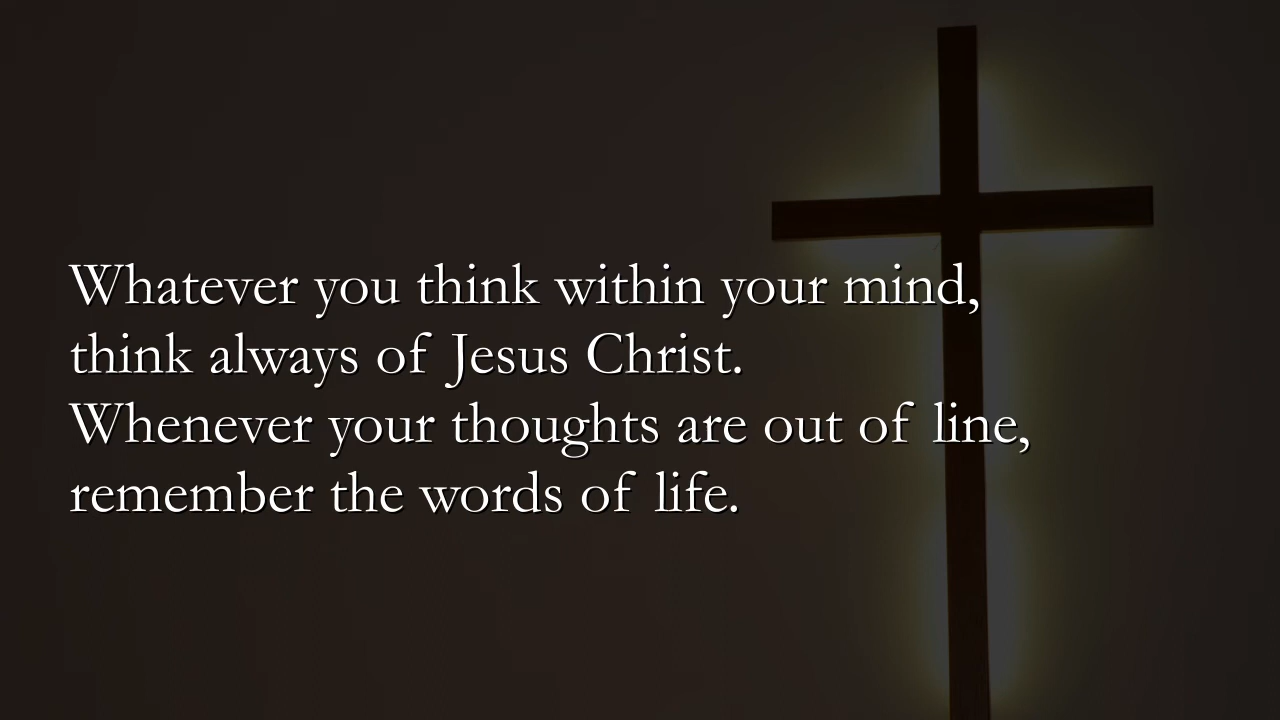 Whatever you think within your mind,
think always of Jesus Christ.
Whenever your thoughts are out of line,
remember the words of life.